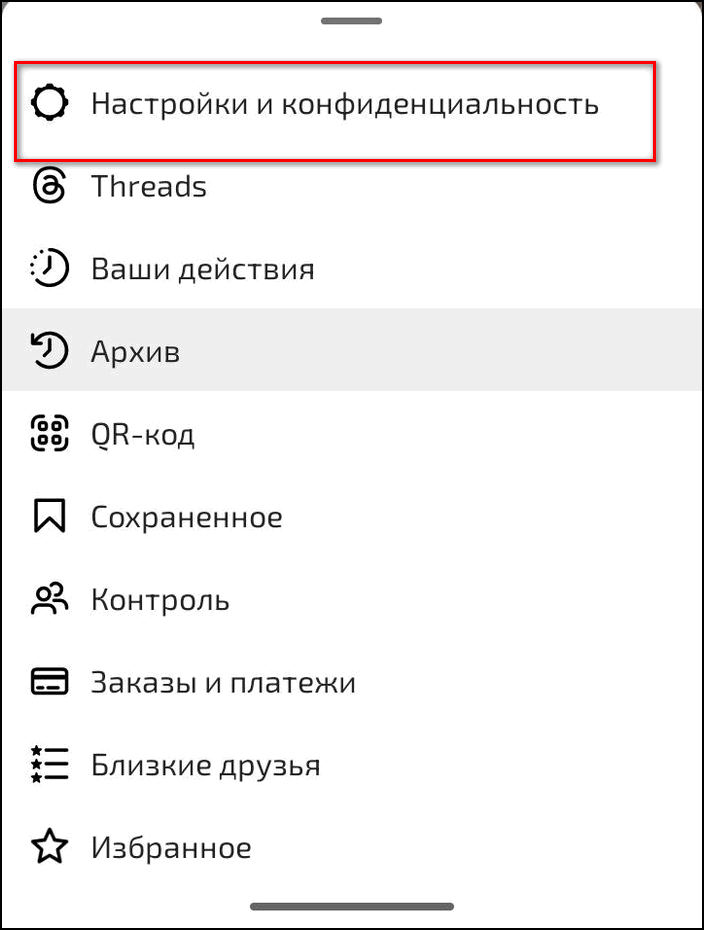 Настройки и конфиденциальность
Threads
Ваши действия
Архив
QR-код
Сохраненное
Контроль
Заказы и платежи
Близкие друзья
Избранное